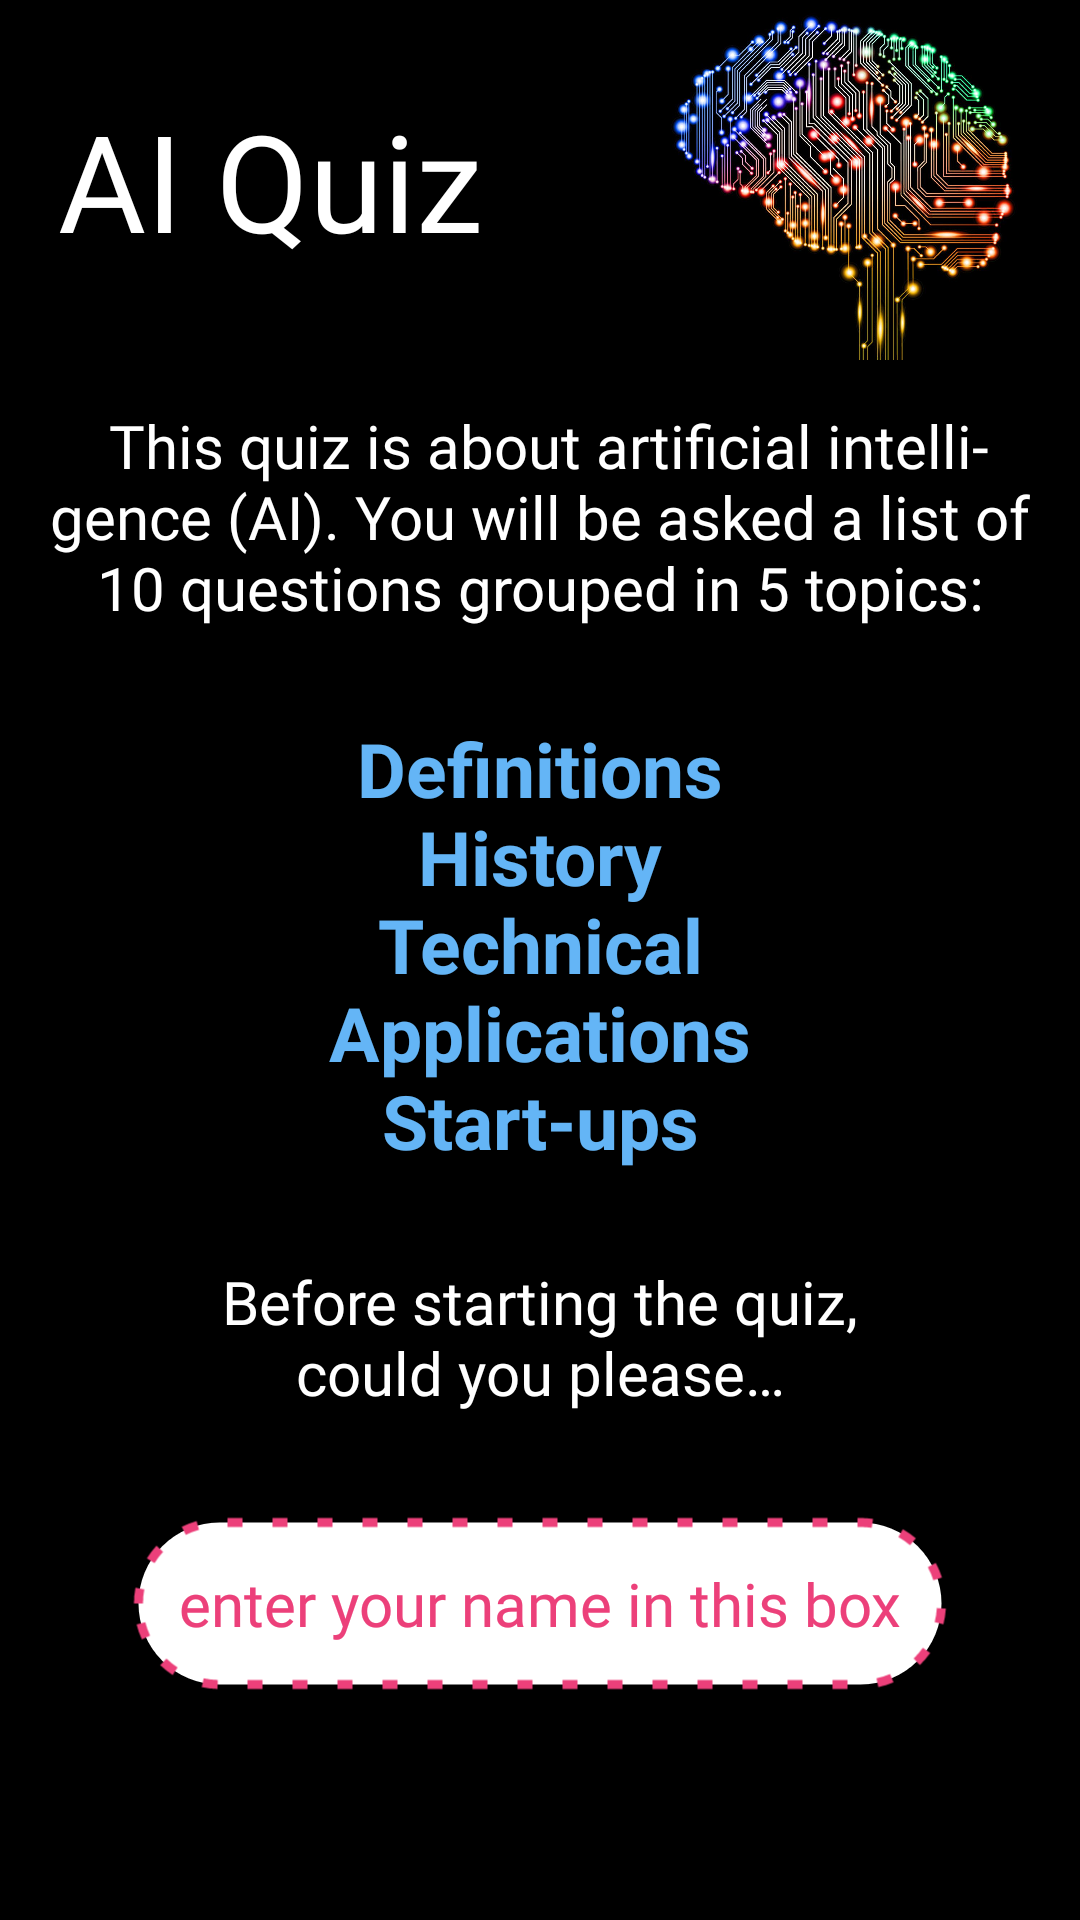 AI Quiz
This quiz is about artificial intelli-
gence (AI). You will be asked a list of
10 questions grouped in 5 topics:
Definitions
History
Technical
Applications
Start-ups
Before starting the quiz,
could you please…
enter your name in this box